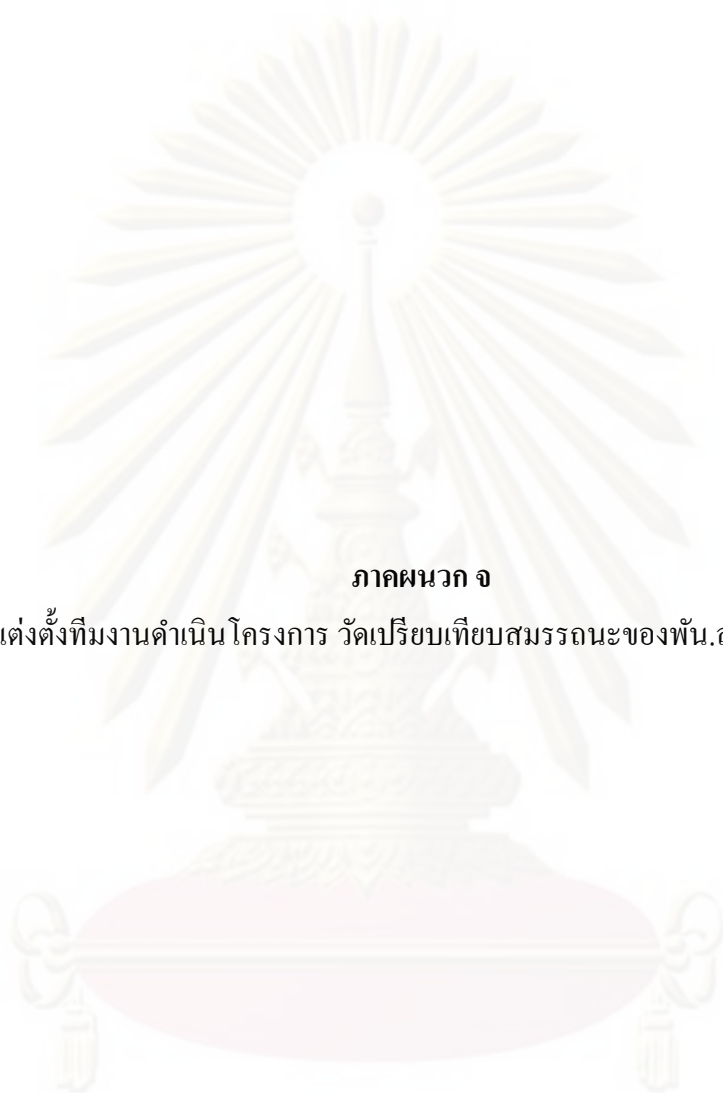 ภาคผนวก จ
แต่งตั้งทีมงานดำเนินโครงการ วัดเปรียบเทียบสมรรถนะของ